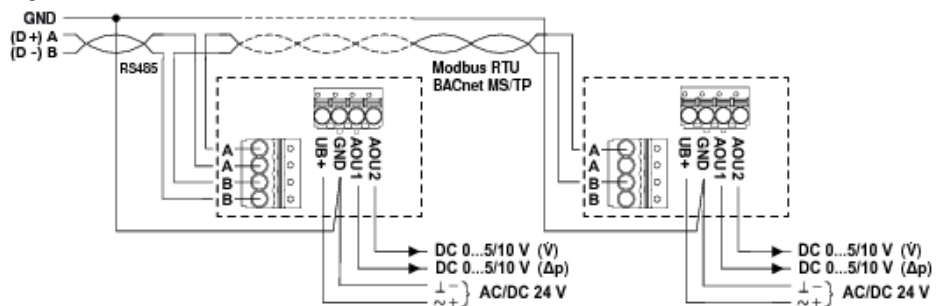 GND
(D+) A
(D-) B
RS485
Modbus RTU
BACnet MS/TP
A
A
B
B
UB+
GND
AOU1
AOU2
DC 0...5/10 V (V̇)
DC 0...5/10 V (Δp)
⊥ -
~ + } AC/DC 24 V
A
A
B
B
UB+
GND
AOU1
AOU2
DC 0...5/10 V (V̇)
DC 0...5/10 V (Δp)
⊥ -
~ + } AC/DC 24 V